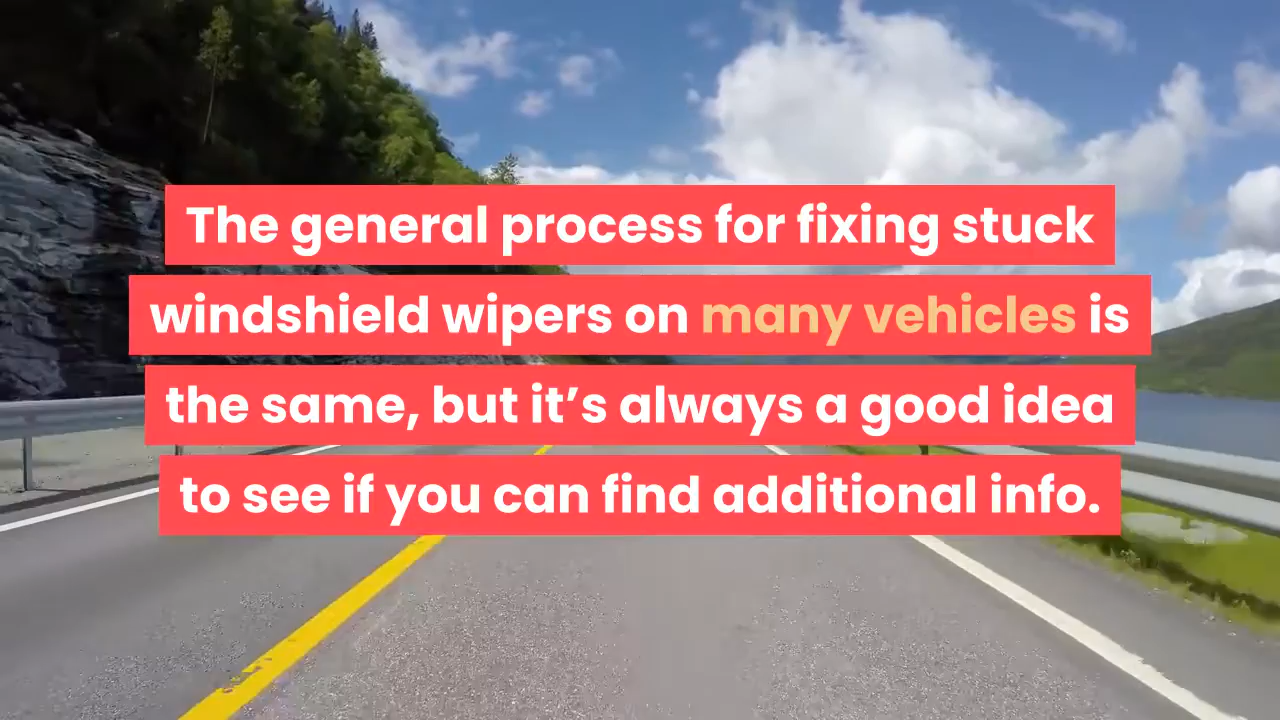 The general process for fixing stuck
windshield wipers on many vehicles is
the same, but it’s always a good idea
to see if you can find additional info.